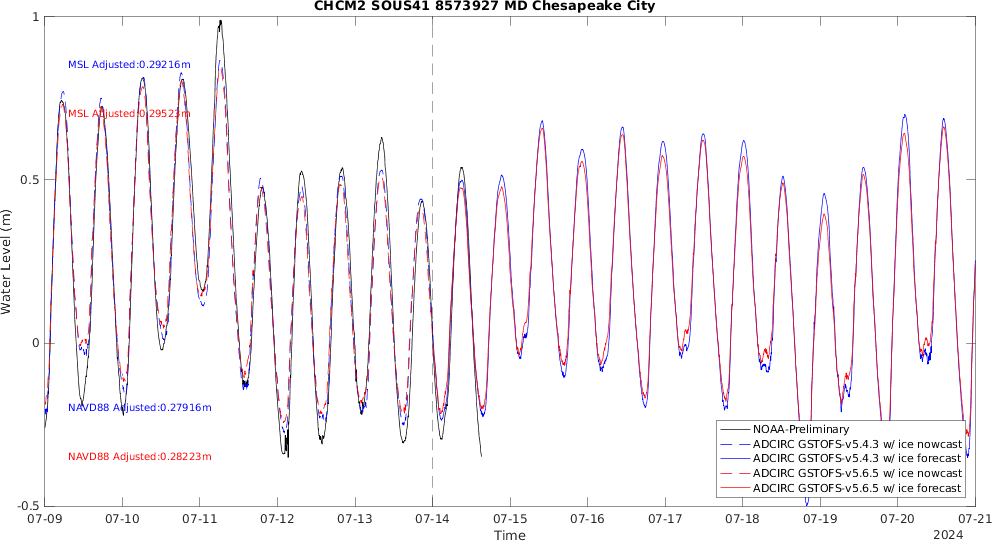 CHCM2 SOUS41 8573927 MD Chesapeake City
Water Level (m)
1
0.5
0
-0.5
MSL Adjusted:0.29216m
MSL Adjusted:0.29523m
NAVD88 Adjusted:0.27916m
NAVD88 Adjusted:0.28223m
NOAA-Preliminary
ADCIRC GSTOFS-v5.4.3 w/ ice nowcast
ADCIRC GSTOFS-v5.4.3 w/ ice forecast
ADCIRC GSTOFS-v5.6.5 w/ ice nowcast
ADCIRC GSTOFS-v5.6.5 w/ ice forecast
07-09 07-10 07-11 07-12 07-13 07-14 07-15 07-16 07-17 07-18 07-19 07-20 07-21
Time
2024